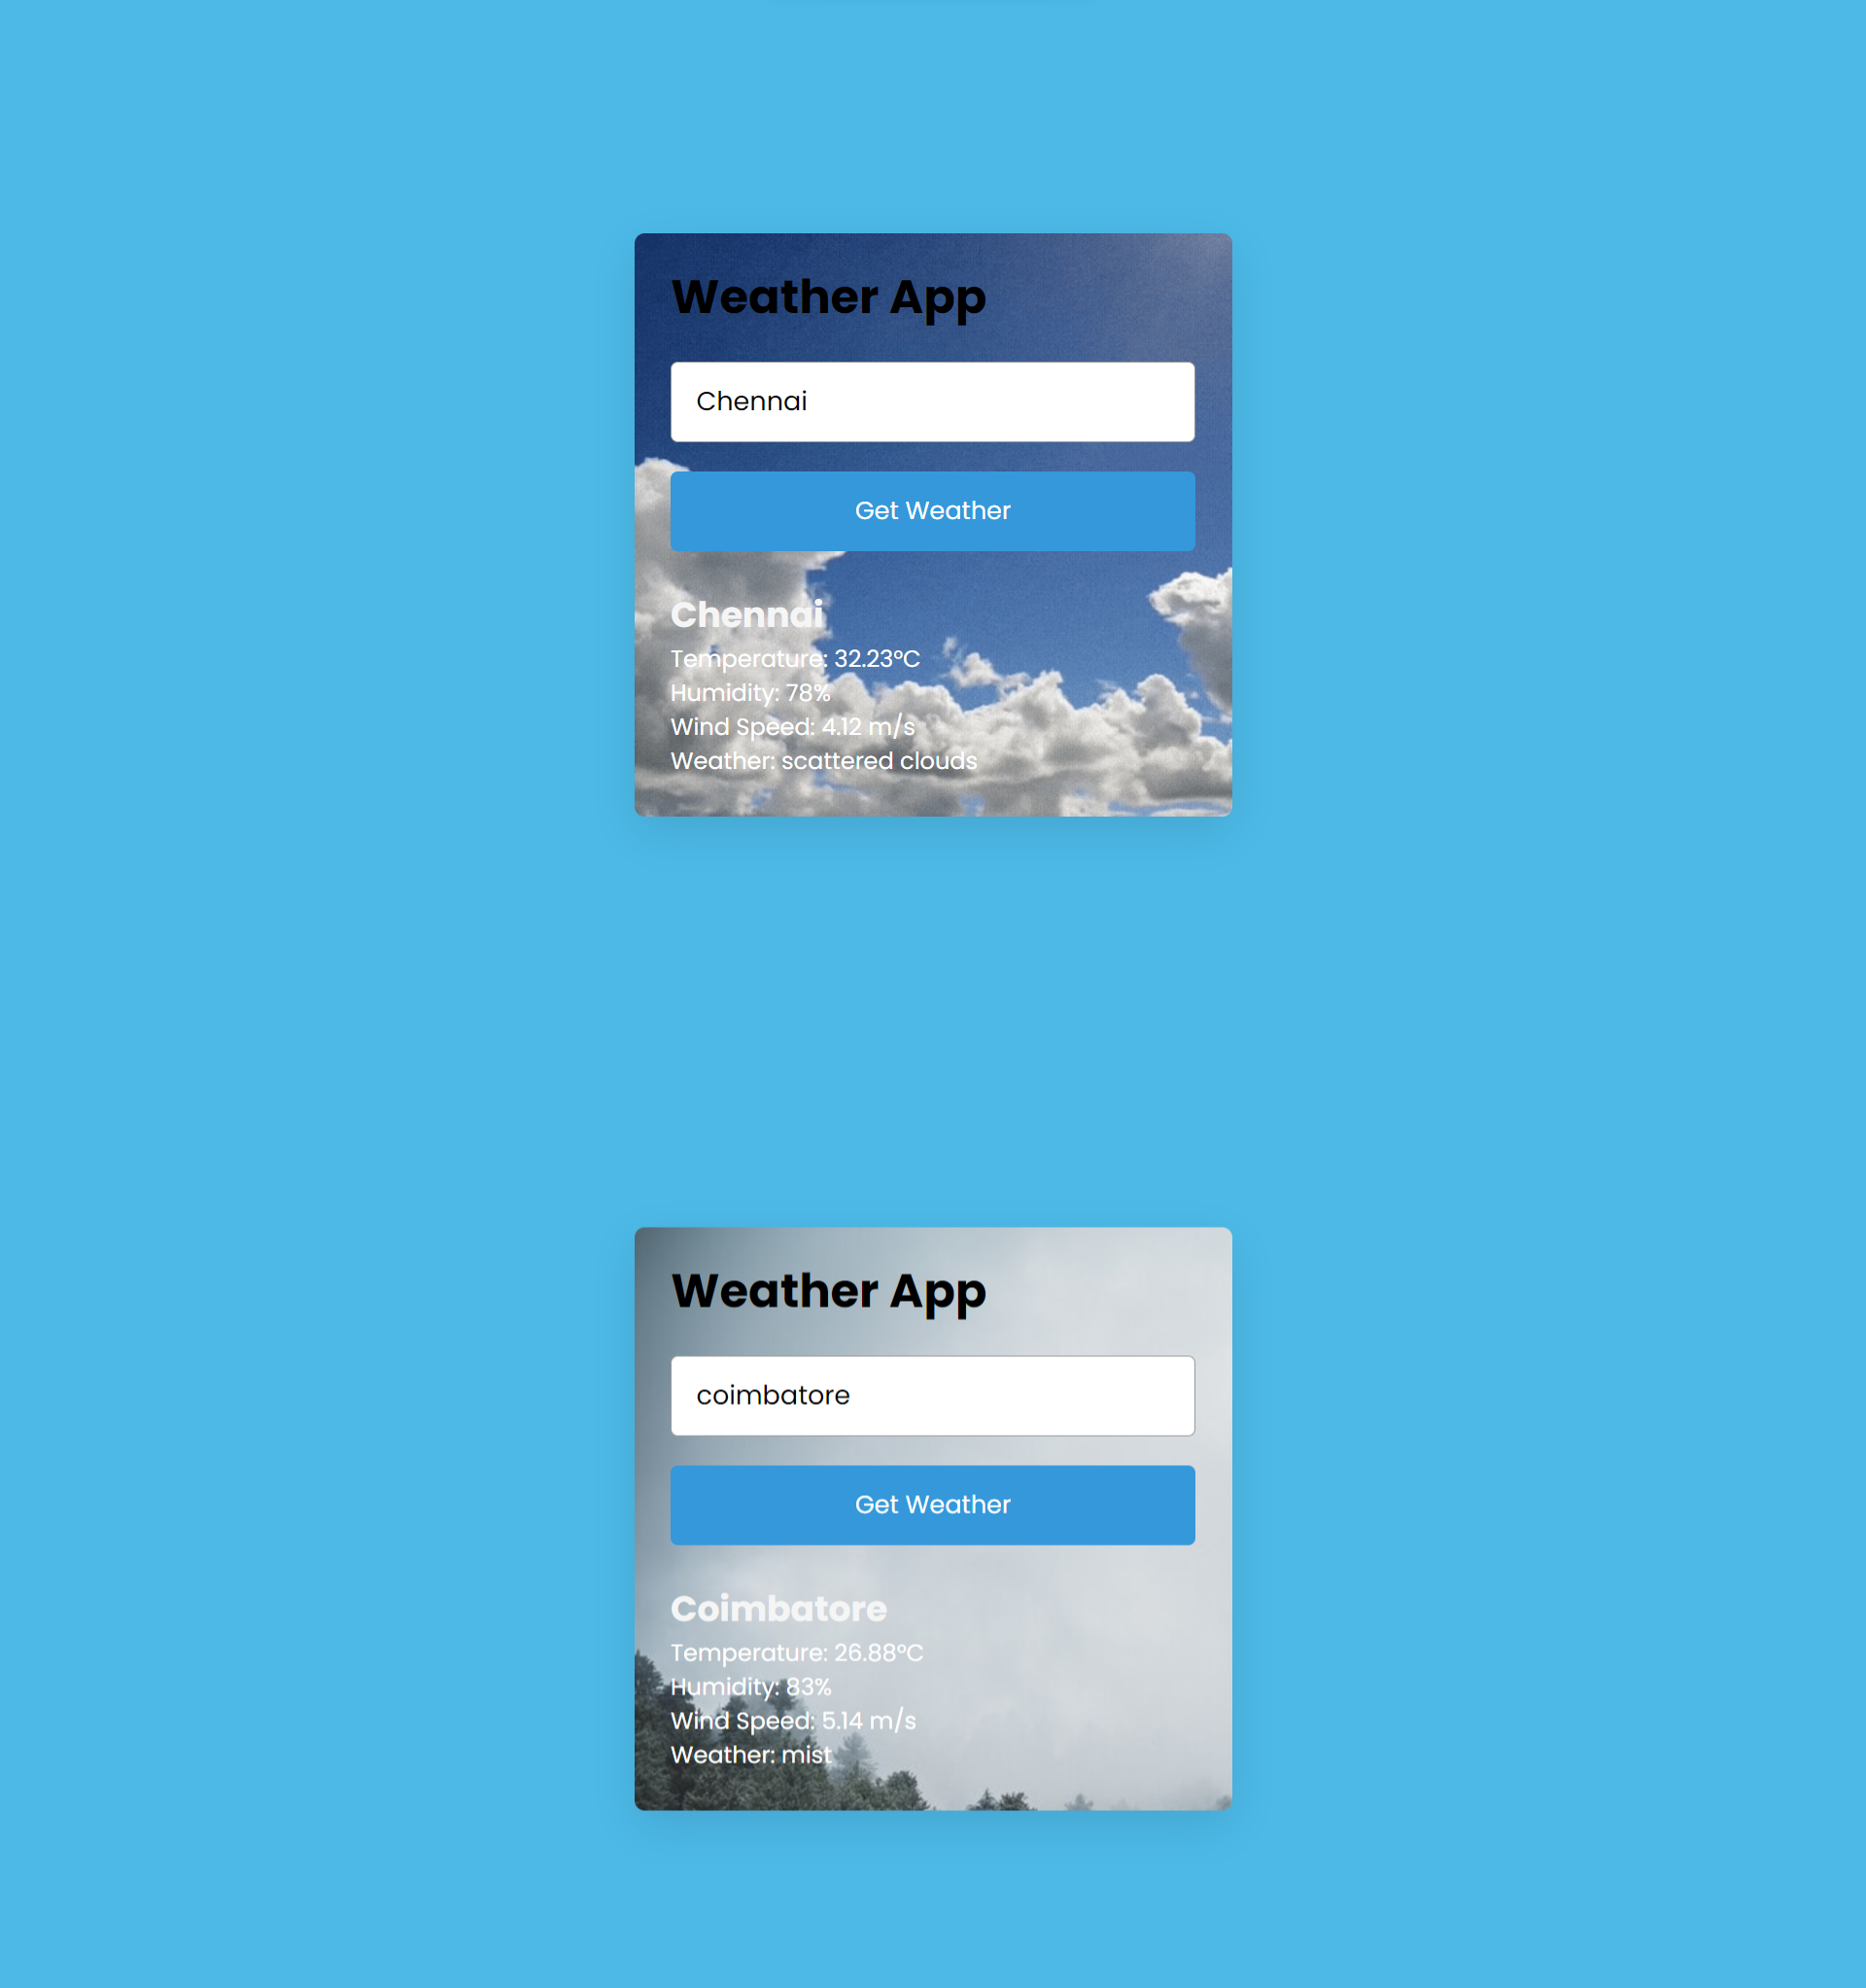 Weather App
Chennai
Get Weather
Chennai
Temperature: 32.23°C
Humidity: 78%
Wind Speed: 4.12 m/s
Weather: scattered clouds
Weather App
coimbatore
Get Weather
Coimbatore
Temperature: 26.88°C
Humidity: 83%
Wind Speed: 5.14 m/s
Weather: mist